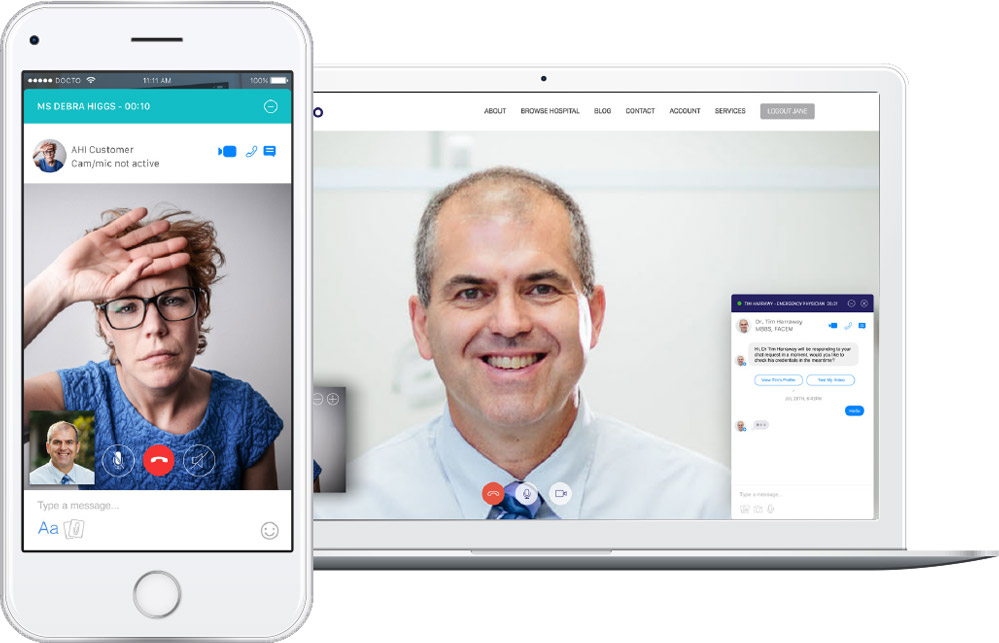 DOCTO
11:11 AM
100%
MS DEBRA HIGGS - 00:10
AHI Customer
Cam/mic not active
Type a message...
Aa
O
ABOUT
BROWSE HOSPITAL
BLOG
CONTACT
ACCOUNT
SERVICES
LOGOUT JANE
TIM HARRAWAY - EMERGENCY PHYSICIAN
Dr. Tim Harraway
MBBS, FACEM
Hi, Dr Tim Harraway will be responding to your
chat request in a moment, would you like to
check his credentials in the meantime?
View Tim's Profile
Test My Video
Hello
Type a message...